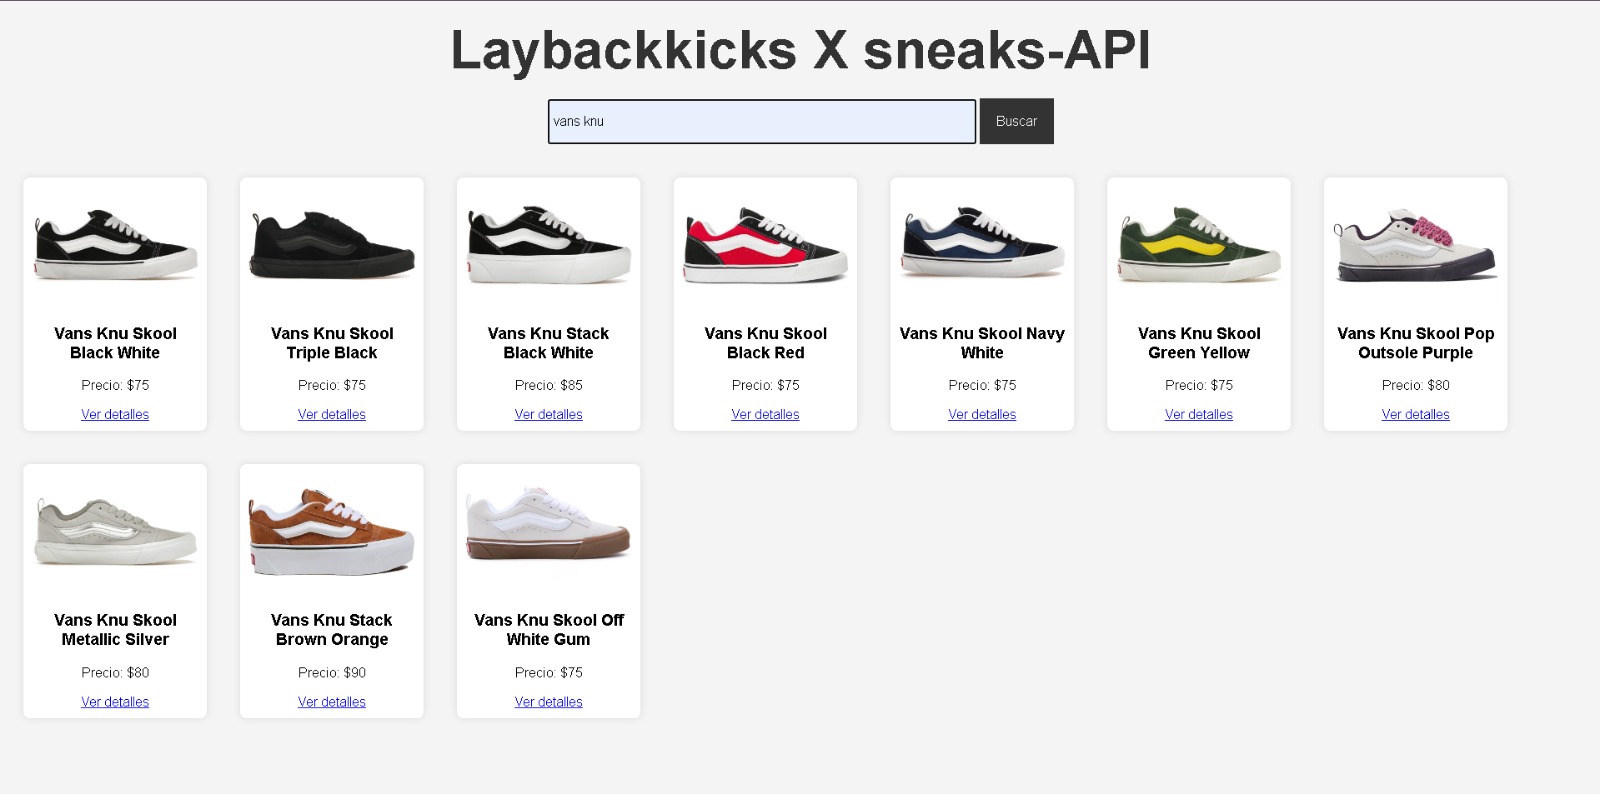 Laybackkicks X sneaks-API
vans knu
Buscar
Vans Knu Skool
Black White
Precio: $75
Ver detalles
Vans Knu Skool
Triple Black
Precio: $75
Ver detalles
Vans Knu Stack
Black White
Precio: $85
Ver detalles
Vans Knu Skool
Black Red
Precio: $75
Ver detalles
Vans Knu Skool Navy
White
Precio: $75
Ver detalles
Vans Knu Skool
Green Yellow
Precio: $75
Ver detalles
Vans Knu Skool Pop
Outsole Purple
Precio: $80
Ver detalles
Vans Knu Skool
Metallic Silver
Precio: $80
Ver detalles
Vans Knu Stack
Brown Orange
Precio: $90
Ver detalles
Vans Knu Skool Off
White Gum
Precio: $75
Ver detalles